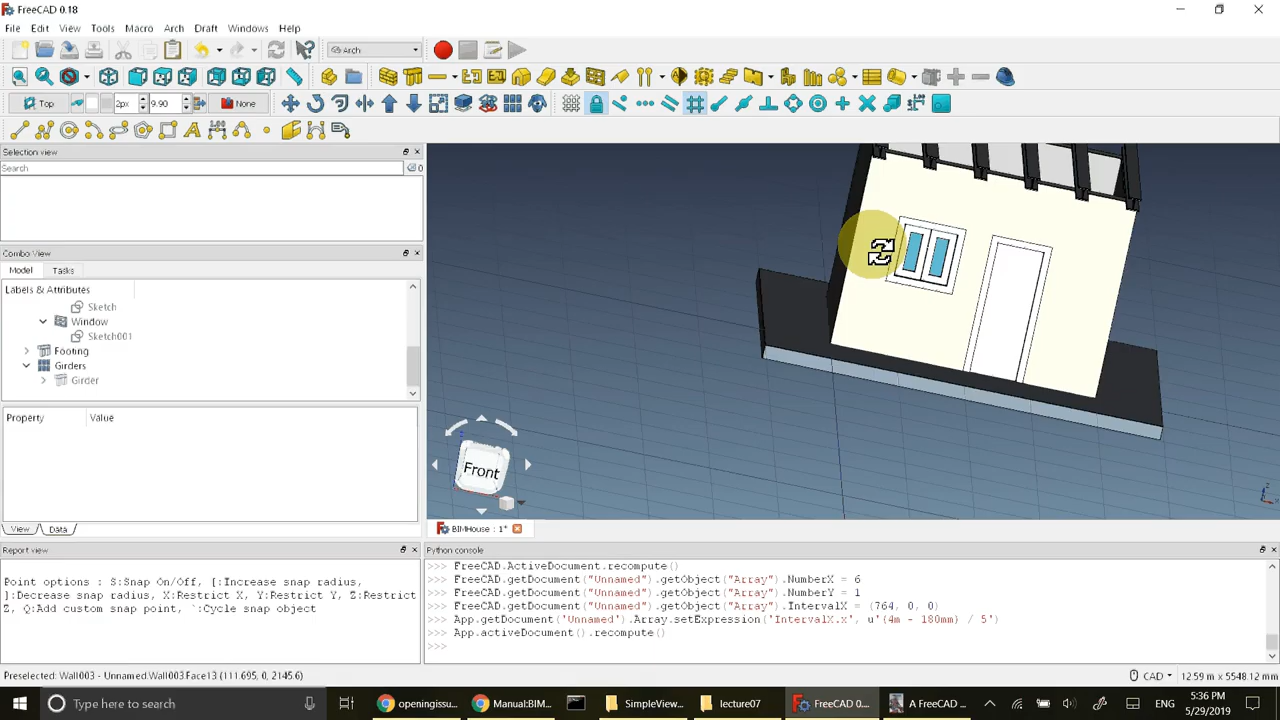 FreeCAD 0.18
File Edit View Tools Macro Arch Draft Windows Help
Arch
Top 2px 9.90 None
Selection view
Search
0
Combo View
Model Tasks
Labels & Attributes
Sketch
Window
Sketch001
Footing
Girders
Girder
Property Value
View Data
Front
BIMHouse : 1*
Report view
Point options : S:Snap On/Off, [:Increase snap radius,
]:Decrease snap radius, X:Restrict X, Y:Restrict Y, Z:Restrict
Z, Q:Add custom snap point, `:Cycle snap object
Python console
>>> FreeCAD.ActiveDocument.recompute()
>>> FreeCAD.getDocument("Unnamed").getObject("Array").NumberX = 6
>>> FreeCAD.getDocument("Unnamed").getObject("Array").NumberY = 1
>>> FreeCAD.getDocument("Unnamed").getObject("Array").IntervalX = (764, 0, 0)
>>> App.getDocument('Unnamed').Array.setExpression('IntervalX.x', u'(4m - 180mm) / 5')
>>> App.activeDocument().recompute()
>>>
Preselected: Wall003 - Unnamed.Wall003.Face13 (111.695, 0, 2145.6)
CAD 12.59 m x 5548.12 mm
Type here to search
openingissu...
Manual:BIM...
SimpleView...
lecture07
FreeCAD 0....
A FreeCAD ...
ENG
5:36 PM
5/29/2019